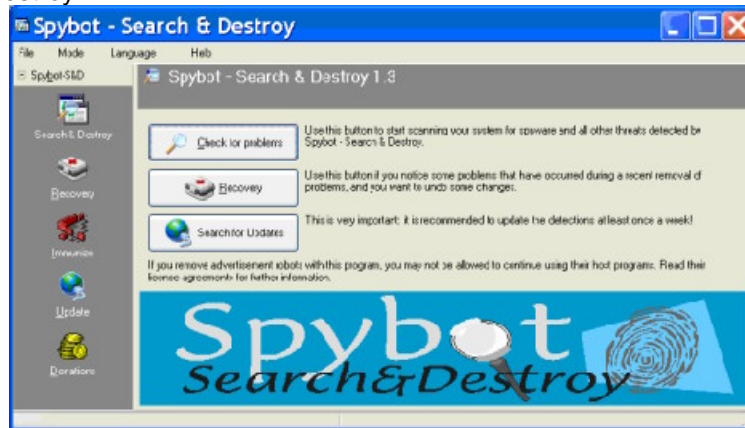 estroy
Spybot - Search & Destroy
File Mode Language Help
Spybot-S&D
Spybot - Search & Destroy 1.3
Search & Destroy
Check for problems
Use this button to start scanning your system for spyware and all other threats detected by
Spybot - Search & Destroy.
Recovery
Recovery
Use this button if you notice some problems that have occurred during a recent removal of
problems, and you want to undo some changes.
Immunize
Search for Updates
This is very important: it is recommended to update the detections at least once a week!
If you remove advertisement robots with this program, you may not be allowed to continue using their host programs. Read their
license agreements for further information.
Update
Donations
Spybot
Search&Destroy